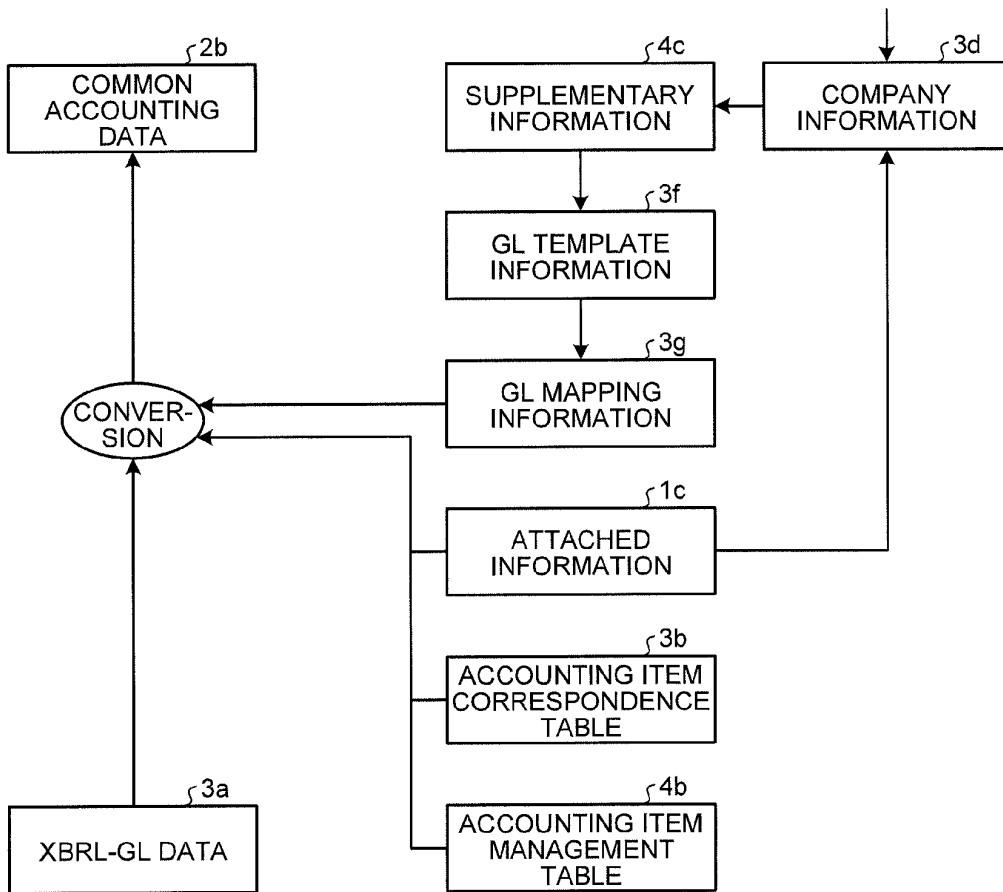 2b
COMMON
ACCOUNTING
DATA
4c
SUPPLEMENTARY
INFORMATION
3d
COMPANY
INFORMATION
3f
GL TEMPLATE
INFORMATION
3g
GL MAPPING
INFORMATION
CONVER-
SION
1c
ATTACHED
INFORMATION
3b
ACCOUNTING ITEM
CORRESPONDENCE
TABLE
3a
XBRL-GL DATA
4b
ACCOUNTING ITEM
MANAGEMENT
TABLE